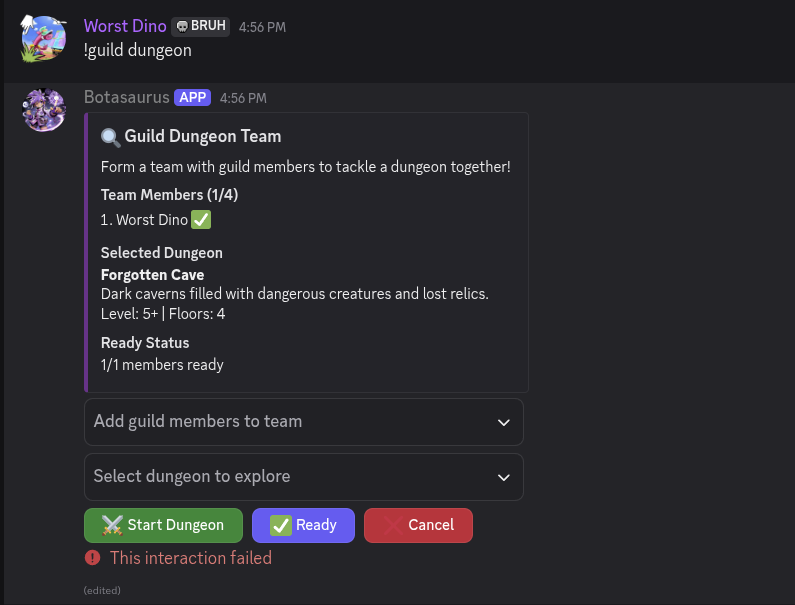 Worst Dino BRUH 4:56 PM
!guild dungeon
Botasaurus APP 4:56 PM
Guild Dungeon Team
Form a team with guild members to tackle a dungeon together!
Team Members (1/4)
1. Worst Dino
Selected Dungeon
Forgotten Cave
Dark caverns filled with dangerous creatures and lost relics.
Level: 5+ | Floors: 4
Ready Status
1/1 members ready
Add guild members to team
Select dungeon to explore
Start Dungeon Ready Cancel
This interaction failed
(edited)